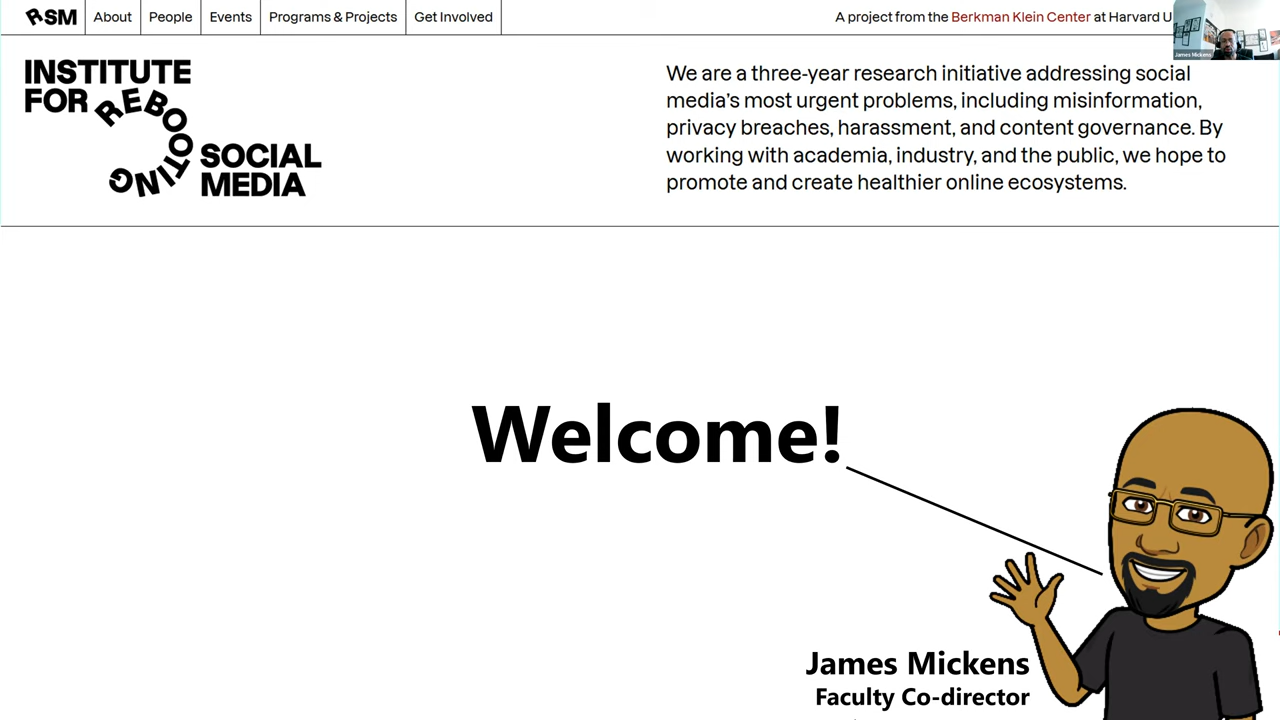 RSM
About
People
Events
Programs & Projects
Get Involved
A project from the Berkman Klein Center at Harvard U
James Mickens
INSTITUTE
FOR REBOOTING
SOCIAL
MEDIA
We are a three-year research initiative addressing social
media's most urgent problems, including misinformation,
privacy breaches, harassment, and content governance. By
working with academia, industry, and the public, we hope to
promote and create healthier online ecosystems.
Welcome!
James Mickens
Faculty Co-director